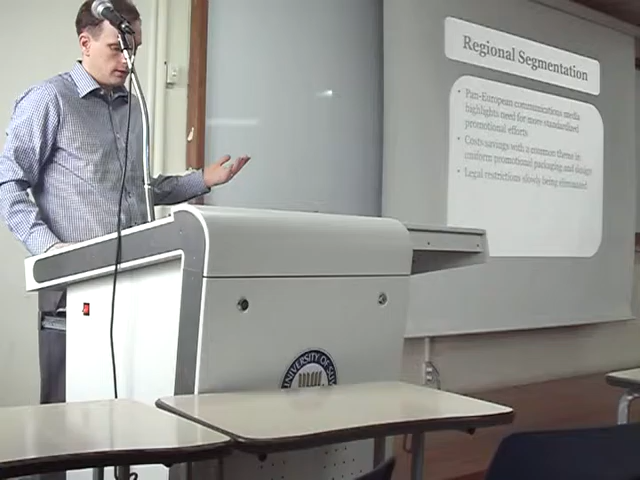 Regional Segmentation
• Pan-European communications media
highlights need for more standardized
promotional efforts
• Costs savings with a common theme in
uniform promotional packaging and design
• Legal restrictions slowly being eliminated
UNIVERSITY OF